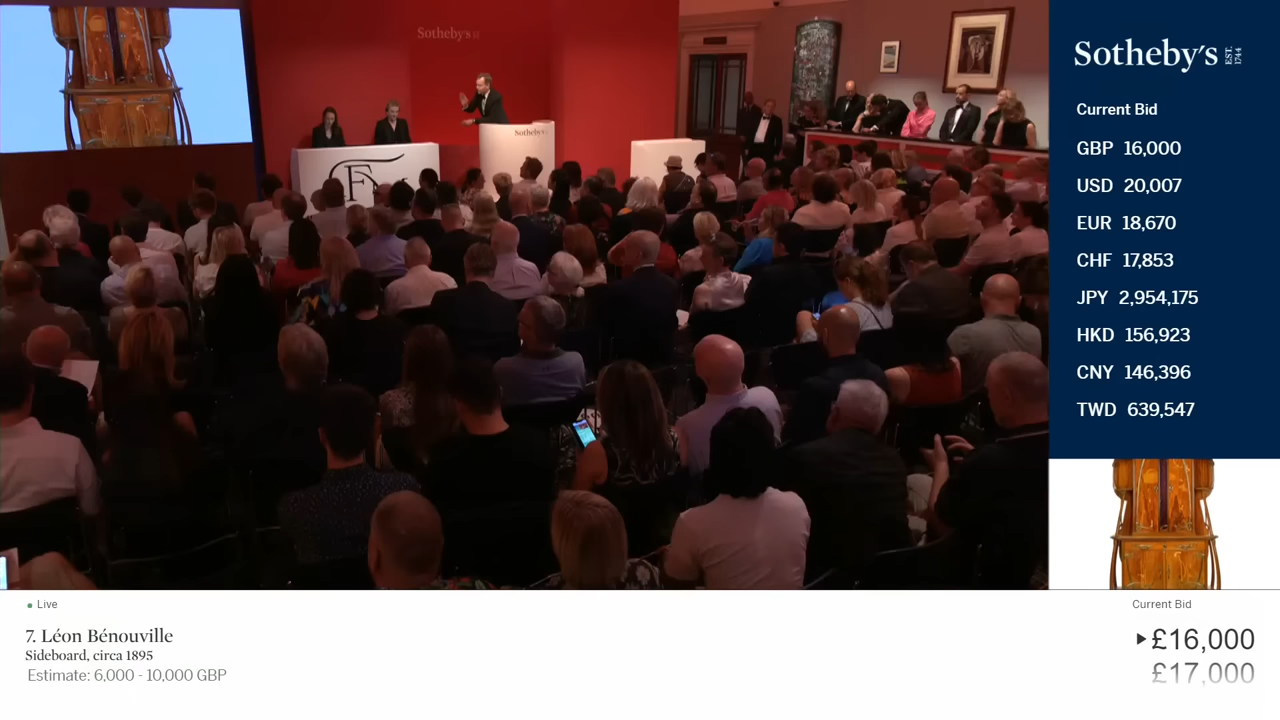 Sotheby's
Sotheby's
F
Sotheby's EST. 1744
Current Bid
GBP 16,000
USD 20,007
EUR 18,670
CHF 17,853
JPY 2,954,175
HKD 156,923
CNY 146,396
TWD 639,547
Live
7. Léon Bénouville
Sideboard, circa 1895
Estimate: 6,000 - 10,000 GBP
Current Bid
£16,000
£17,000